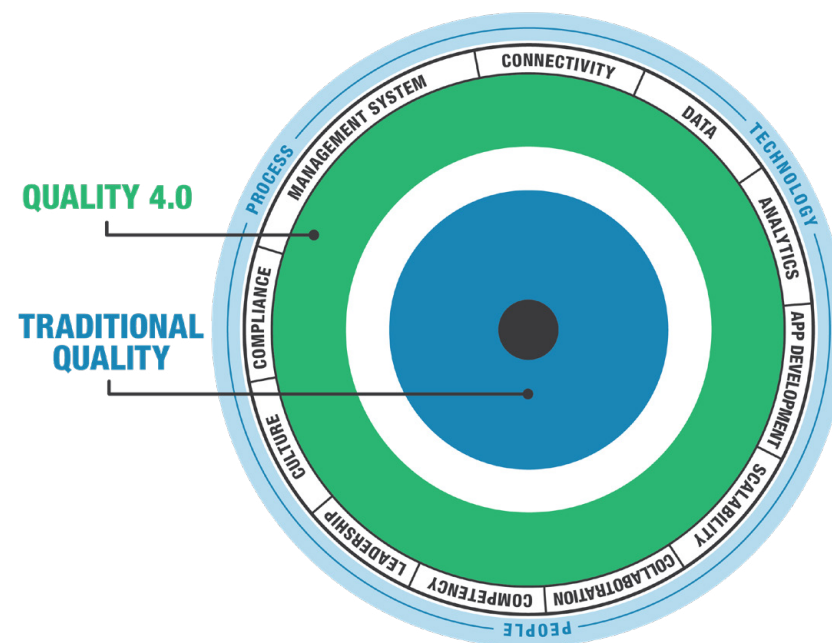 QUALITY 4.0
TRADITIONAL
QUALITY
PROCESS
TECHNOLOGY
PEOPLE
MANAGEMENT SYSTEM
CONNECTIVITY
DATA
ANALYTICS
APP DEVELOPMENT
SCALABILITY
COLLABOTRATION
COMPETENCY
LEADERSHIP
CULTURE
COMPLIANCE